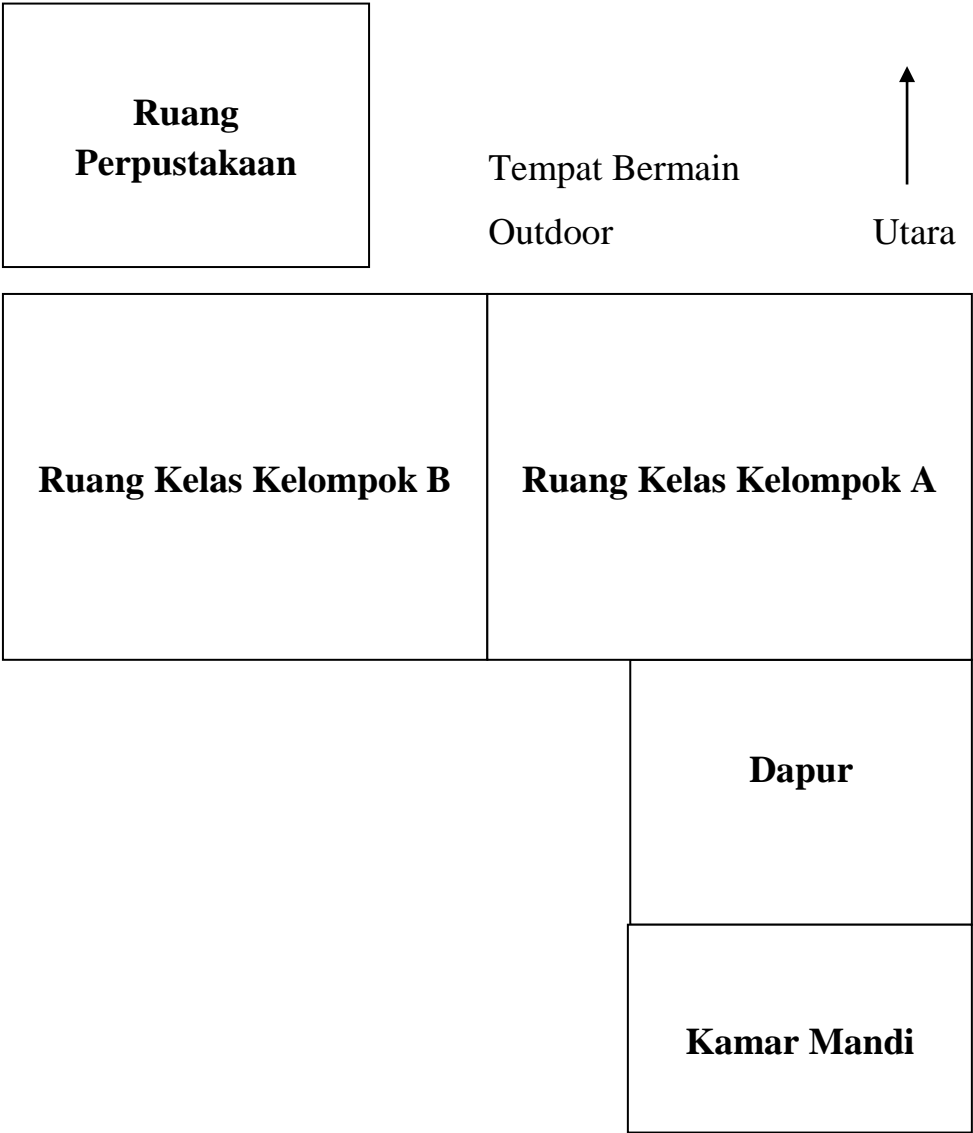 Ruang
Perpustakaan
Tempat Bermain
Outdoor
Utara
Ruang Kelas Kelompok B
Ruang Kelas Kelompok A
Dapur
Kamar Mandi